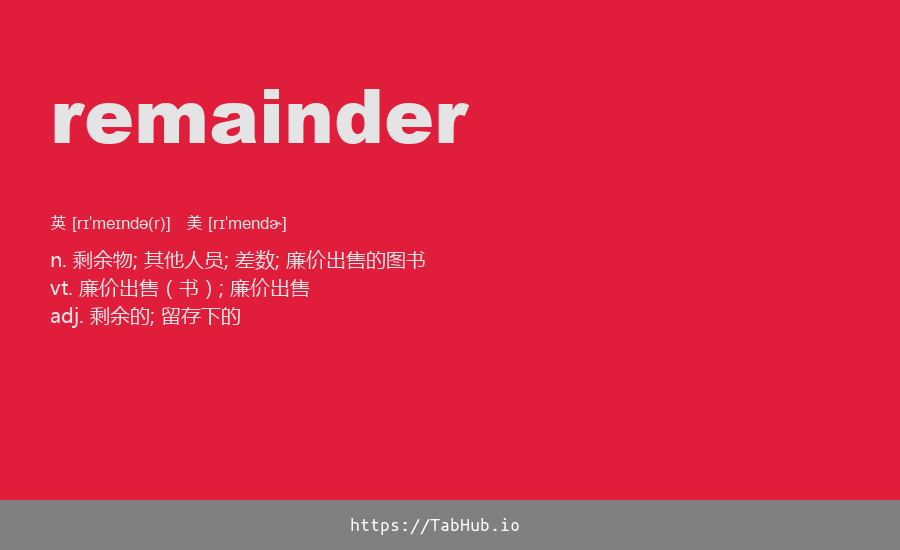 remainder
英 [rɪˈmeɪndə(r)] 美 [rɪˈmendɚ]
n. 剩余物; 其他人员; 差数; 廉价出售的图书
vt. 廉价出售（书）; 廉价出售
adj. 剩余的; 留存下的
https://TabHub.io